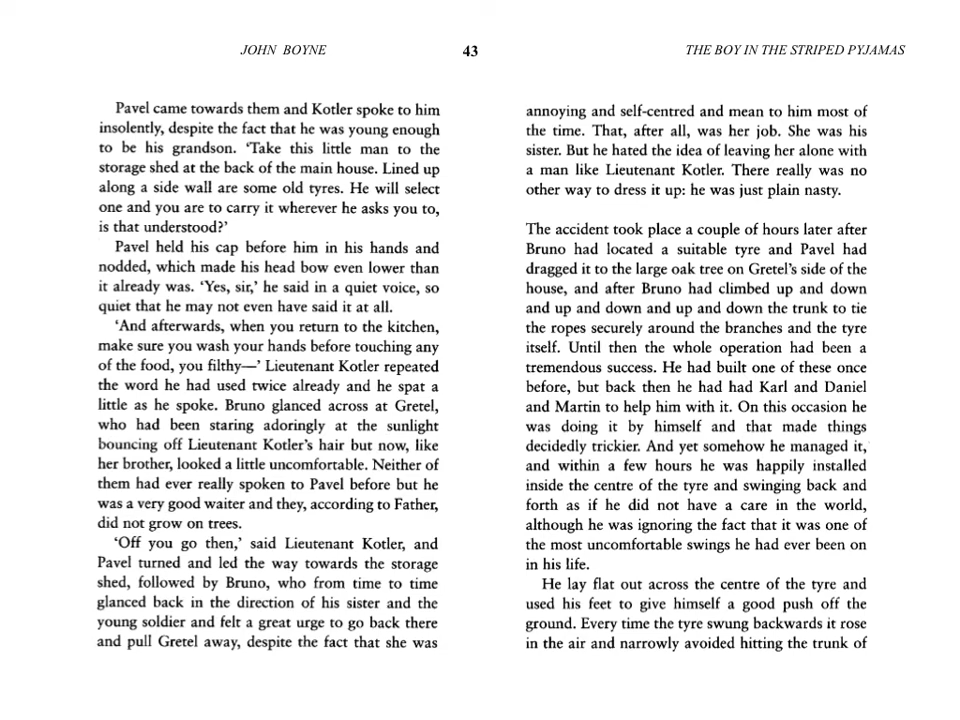 JOHN BOYNE
43
THE BOY IN THE STRIPED PYJAMAS
Pavel came towards them and Kotler spoke to him
insolently, despite the fact that he was young enough
to be his grandson. ‘Take this little man to the
storage shed at the back of the main house. Lined up
along a side wall are some old tyres. He will select
one and you are to carry it wherever he asks you to,
is that understood?’
Pavel held his cap before him in his hands and
nodded, which made his head bow even lower than
it already was. ‘Yes, sir,’ he said in a quiet voice, so
quiet that he may not even have said it at all.
‘And afterwards, when you return to the kitchen,
make sure you wash your hands before touching any
of the food, you filthy—’ Lieutenant Kotler repeated
the word he had used twice already and he spat a
little as he spoke. Bruno glanced across at Gretel,
who had been staring adoringly at the sunlight
bouncing off Lieutenant Kotler’s hair but now, like
her brother, looked a little uncomfortable. Neither of
them had ever really spoken to Pavel before but he
was a very good waiter and they, according to Father,
did not grow on trees.
‘Off you go then,’ said Lieutenant Kotler, and
Pavel turned and led the way towards the storage
shed, followed by Bruno, who from time to time
glanced back in the direction of his sister and the
young soldier and felt a great urge to go back there
and pull Gretel away, despite the fact that she was
annoying and self-centred and mean to him most of
the time. That, after all, was her job. She was his
sister. But he hated the idea of leaving her alone with
a man like Lieutenant Kotler. There really was no
other way to dress it up: he was just plain nasty.
The accident took place a couple of hours later after
Bruno had located a suitable tyre and Pavel had
dragged it to the large oak tree on Gretel’s side of the
house, and after Bruno had climbed up and down
and up and down and up and down the trunk to tie
the ropes securely around the branches and the tyre
itself. Until then the whole operation had been a
tremendous success. He had built one of these once
before, but back then he had had Karl and Daniel
and Martin to help him with it. On this occasion he
was doing it by himself and that made things
decidedly trickier. And yet somehow he managed it,
and within a few hours he was happily installed
inside the centre of the tyre and swinging back and
forth as if he did not have a care in the world,
although he was ignoring the fact that it was one of
the most uncomfortable swings he had ever been on
in his life.
He lay flat out across the centre of the tyre and
used his feet to give himself a good push off the
ground. Every time the tyre swung backwards it rose
in the air and narrowly avoided hitting the trunk of